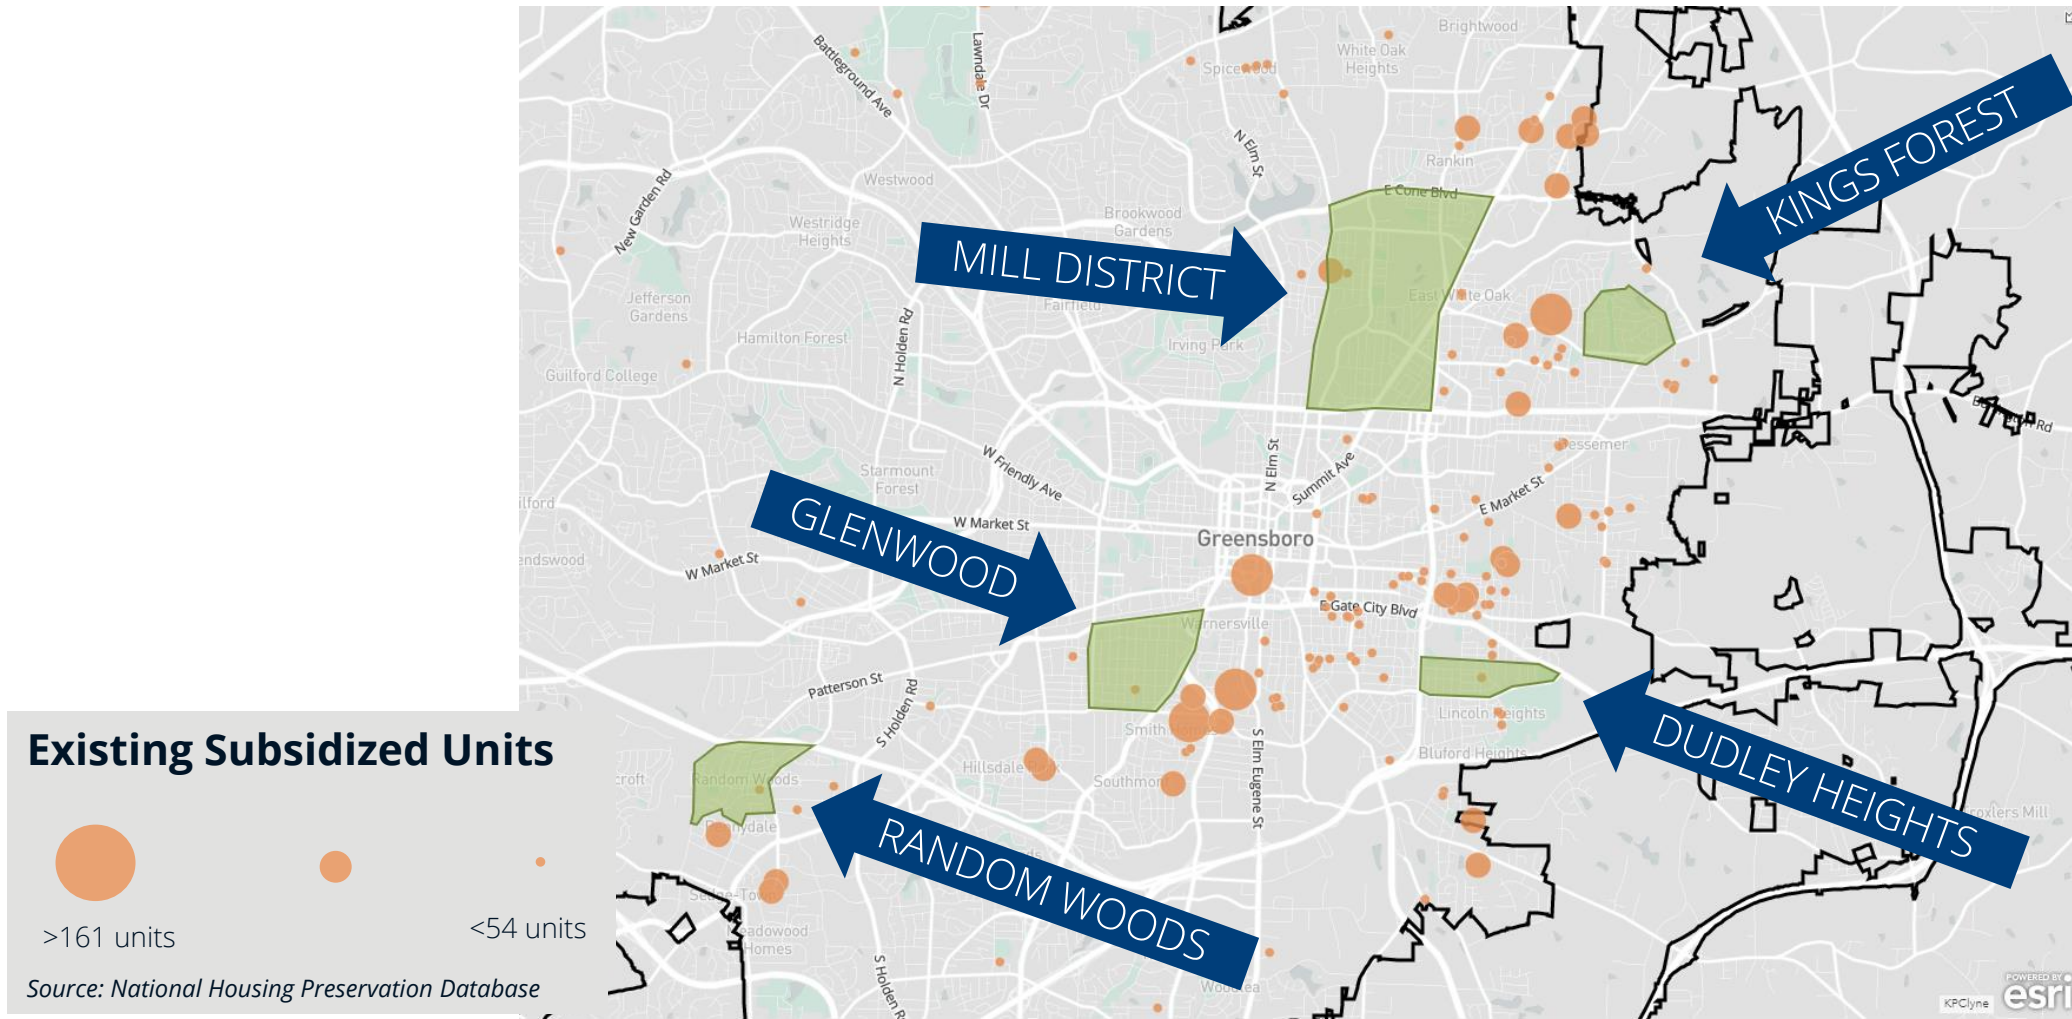 Brightwood
White Oak
Heights
Battleground Ave
Lawndale Dr
Spicewood
KINGS FOREST
N Elm St
Rankin
Westwood
New Garden Rd
E Cone Blvd
Westridge
Heights
Brookwood
Gardens
MILL DISTRICT
Jefferson
Gardens
Fairfield
East White Oak
N Holden Rd
Hamilton Forest
Irving Park
Guilford College
Rd
W Friendly Ave
N Elm St
Summit Ave
Bessemer
Starmount
Forest
E Market St
GLENWOOD
W Market St
Greensboro
W Market St
E Gate City Blvd
Warnersville
Patterson St
S Holden Rd
Smith Homes
Lincoln Heights
DUDLEY HEIGHTS
Bluford Heights
Existing Subsidized Units
Random Woods
Hillsdale
Southmon
S Elm Eugene St
RANDOM WOODS
>161 units
<54 units
Homes
S Holden R
Source: National Housing Preservation Database
KPClyne
POWERED BY
esri